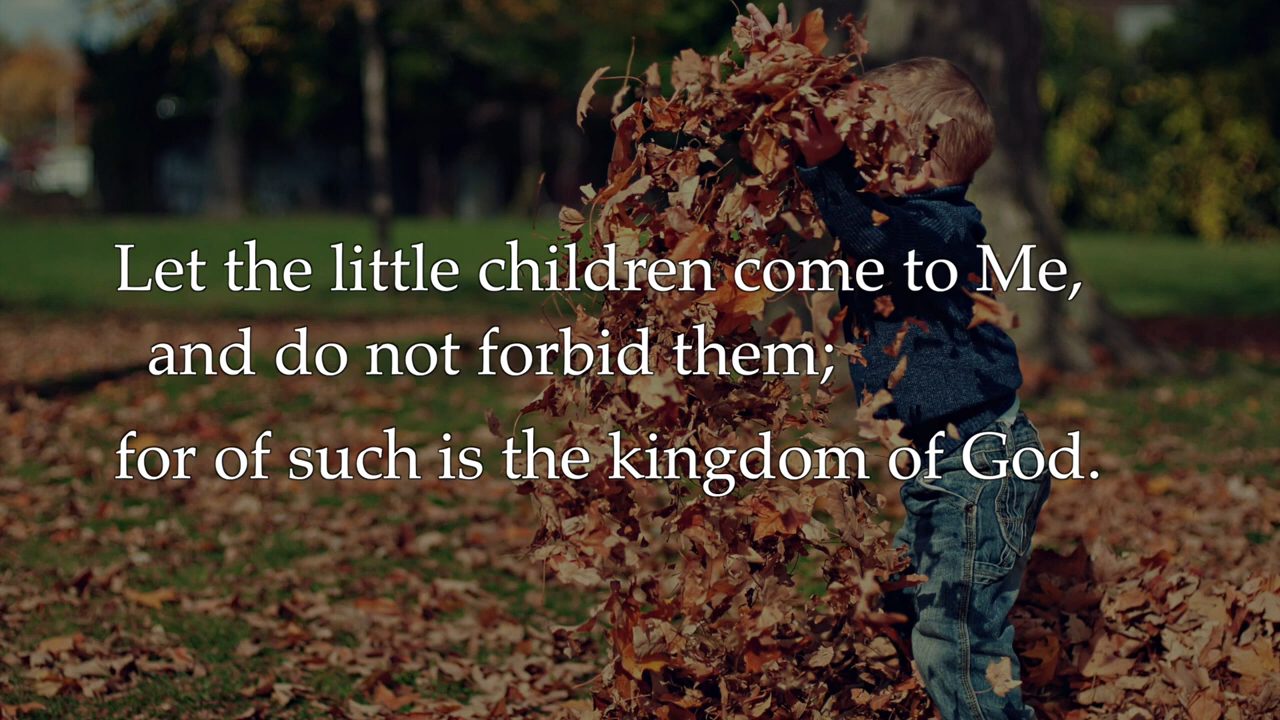 Let the little children come to Me,
and do not forbid them;
for of such is the kingdom of God.